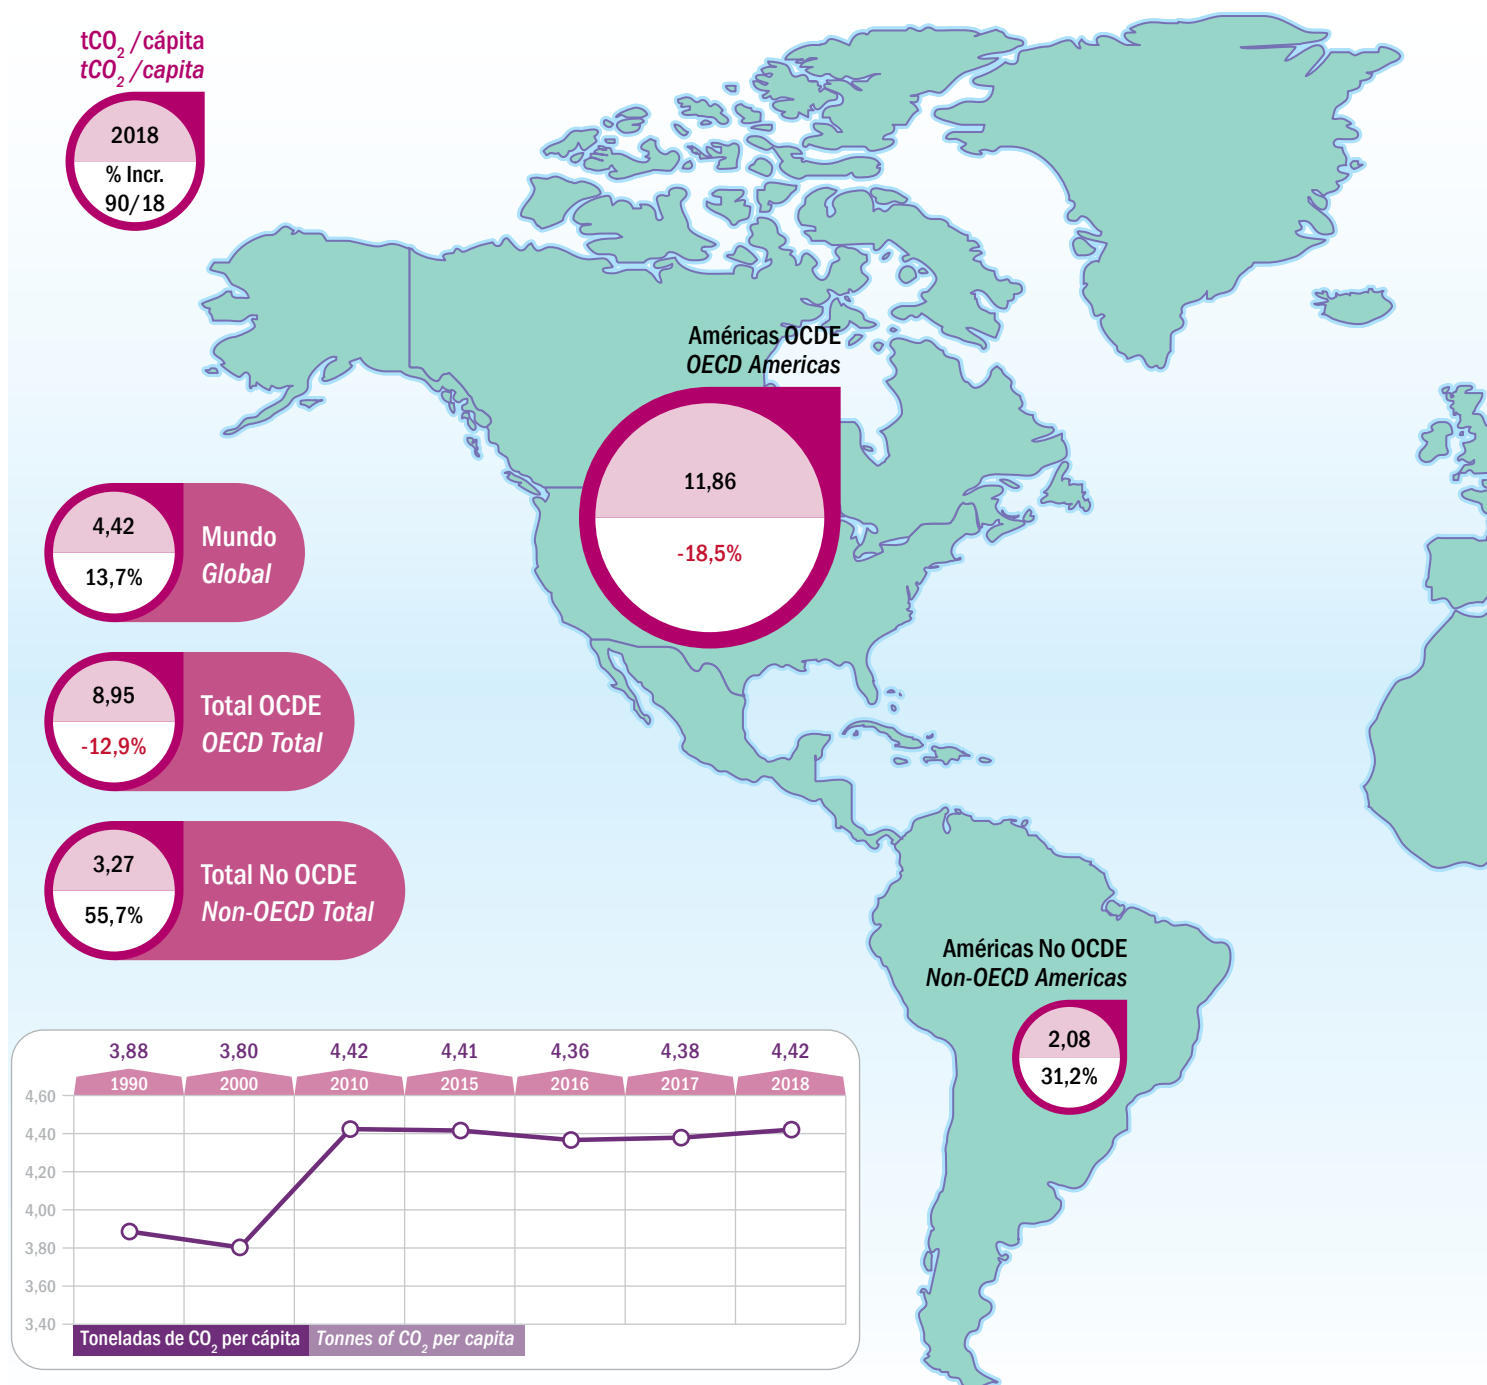 tCO2 /cápita
tCO2 /capita
2018
% Incr.
90/18
Américas OCDE
OECD Americas
11,86
-18,5%
4,42
13,7%
Mundo
Global
8,95
-12,9%
Total OCDE
OECD Total
3,27
55,7%
Total No OCDE
Non-OECD Total
Américas No OCDE
Non-OECD Americas
2,08
31,2%
3,88 3,80 4,42 4,41 4,36 4,38 4,42
1990 2000 2010 2015 2016 2017 2018
4,60
4,40
4,20
4,00
3,80
3,60
3,40
Toneladas de CO2 per cápita Tonnes of CO2 per capita